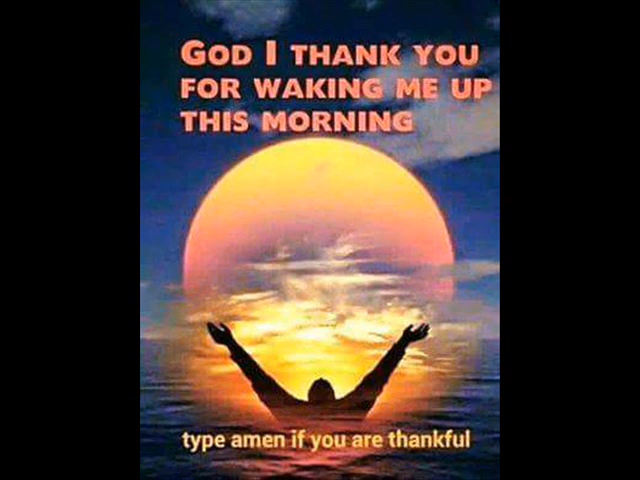 GOD I THANK YOU
FOR WAKING ME UP
THIS MORNING
type amen if you are thankful